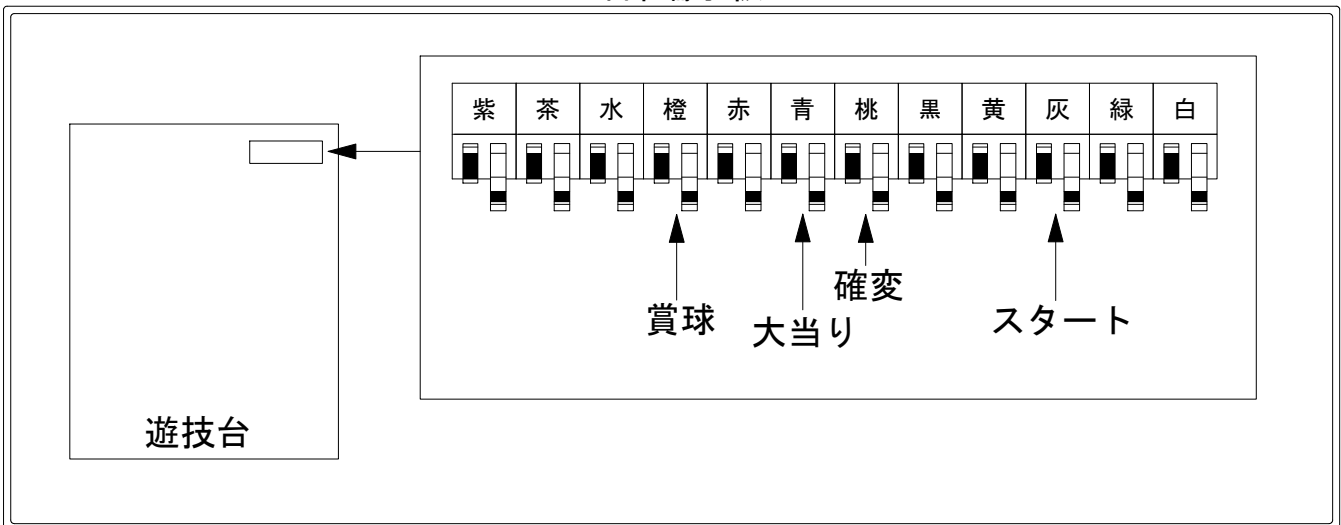 紫 茶 水 橙 赤 青 桃 黒 黄 灰 緑 白
確変
賞球 大当り スタート
遊技台